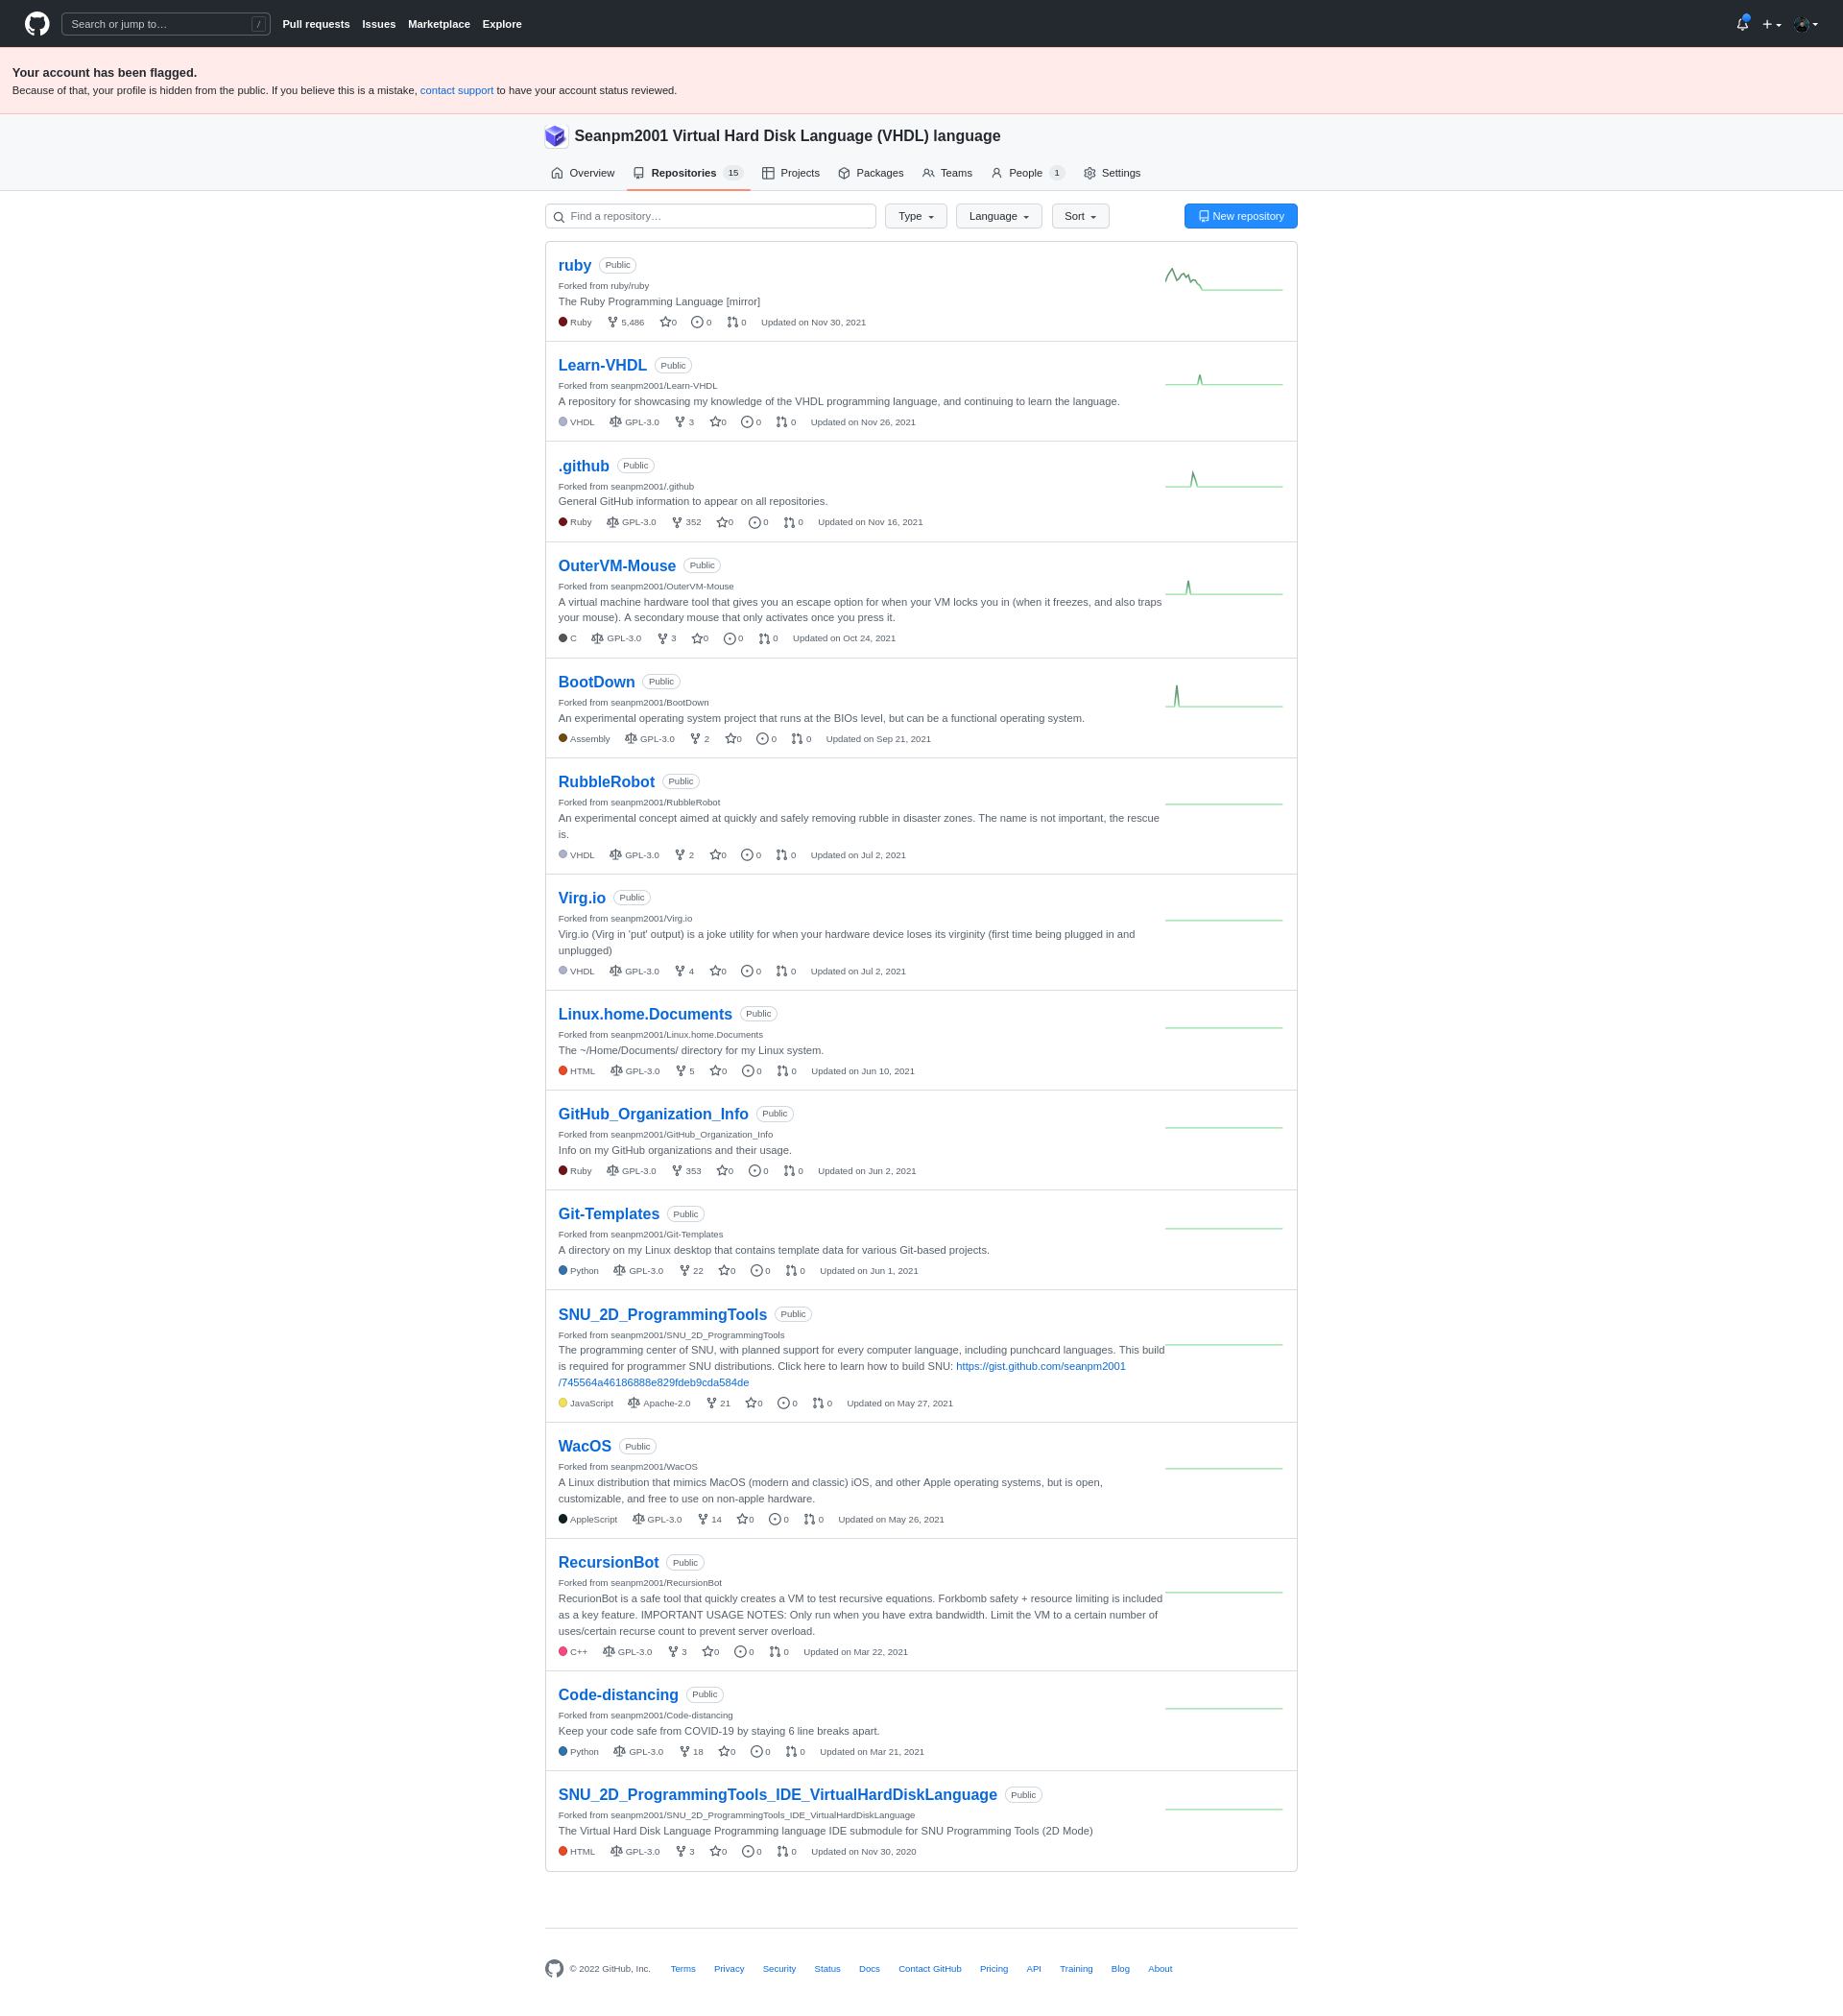 Search or jump to… /
Pull requests Issues Marketplace Explore
Your account has been flagged.
Because of that, your profile is hidden from the public. If you believe this is a mistake, contact support to have your account status reviewed.
Seanpm2001 Virtual Hard Disk Language (VHDL) language
Overview Repositories 15 Projects Packages Teams People 1 Settings
Find a repository… Type Language Sort New repository
ruby Public
Forked from ruby/ruby
The Ruby Programming Language [mirror]
Ruby 5,486 0 0 0 Updated on Nov 30, 2021
Learn-VHDL Public
Forked from seanpm2001/Learn-VHDL
A repository for showcasing my knowledge of the VHDL programming language, and continuing to learn the language.
VHDL GPL-3.0 3 0 0 0 Updated on Nov 26, 2021
.github Public
Forked from seanpm2001/.github
General GitHub information to appear on all repositories.
Ruby GPL-3.0 352 0 0 0 Updated on Nov 16, 2021
OuterVM-Mouse Public
Forked from seanpm2001/OuterVM-Mouse
A virtual machine hardware tool that gives you an escape option for when your VM locks you in (when it freezes, and also traps
your mouse). A secondary mouse that only activates once you press it.
C GPL-3.0 3 0 0 0 Updated on Oct 24, 2021
BootDown Public
Forked from seanpm2001/BootDown
An experimental operating system project that runs at the BIOs level, but can be a functional operating system.
Assembly GPL-3.0 2 0 0 0 Updated on Sep 21, 2021
RubbleRobot Public
Forked from seanpm2001/RubbleRobot
An experimental concept aimed at quickly and safely removing rubble in disaster zones. The name is not important, the rescue
is.
VHDL GPL-3.0 2 0 0 0 Updated on Jul 2, 2021
Virg.io Public
Forked from seanpm2001/Virg.io
Virg.io (Virg in 'put' output) is a joke utility for when your hardware device loses its virginity (first time being plugged in and
unplugged)
VHDL GPL-3.0 4 0 0 0 Updated on Jul 2, 2021
Linux.home.Documents Public
Forked from seanpm2001/Linux.home.Documents
The ~/Home/Documents/ directory for my Linux system.
HTML GPL-3.0 5 0 0 0 Updated on Jun 10, 2021
GitHub_Organization_Info Public
Forked from seanpm2001/GitHub_Organization_Info
Info on my GitHub organizations and their usage.
Ruby GPL-3.0 353 0 0 0 Updated on Jun 2, 2021
Git-Templates Public
Forked from seanpm2001/Git-Templates
A directory on my Linux desktop that contains template data for various Git-based projects.
Python GPL-3.0 22 0 0 0 Updated on Jun 1, 2021
SNU_2D_ProgrammingTools Public
Forked from seanpm2001/SNU_2D_ProgrammingTools
The programming center of SNU, with planned support for every computer language, including punchcard languages. This build
is required for programmer SNU distributions. Click here to learn how to build SNU: https://gist.github.com/seanpm2001
/745564a46186888e829fdeb9cda584de
JavaScript Apache-2.0 21 0 0 0 Updated on May 27, 2021
WacOS Public
Forked from seanpm2001/WacOS
A Linux distribution that mimics MacOS (modern and classic) iOS, and other Apple operating systems, but is open,
customizable, and free to use on non-apple hardware.
AppleScript GPL-3.0 14 0 0 0 Updated on May 26, 2021
RecursionBot Public
Forked from seanpm2001/RecursionBot
RecurionBot is a safe tool that quickly creates a VM to test recursive equations. Forkbomb safety + resource limiting is included
as a key feature. IMPORTANT USAGE NOTES: Only run when you have extra bandwidth. Limit the VM to a certain number of
uses/certain recurse count to prevent server overload.
C++ GPL-3.0 3 0 0 0 Updated on Mar 22, 2021
Code-distancing Public
Forked from seanpm2001/Code-distancing
Keep your code safe from COVID-19 by staying 6 line breaks apart.
Python GPL-3.0 18 0 0 0 Updated on Mar 21, 2021
SNU_2D_ProgrammingTools_IDE_VirtualHardDiskLanguage Public
Forked from seanpm2001/SNU_2D_ProgrammingTools_IDE_VirtualHardDiskLanguage
The Virtual Hard Disk Language Programming language IDE submodule for SNU Programming Tools (2D Mode)
HTML GPL-3.0 3 0 0 0 Updated on Nov 30, 2020
© 2022 GitHub, Inc. Terms Privacy Security Status Docs Contact GitHub Pricing API Training Blog About